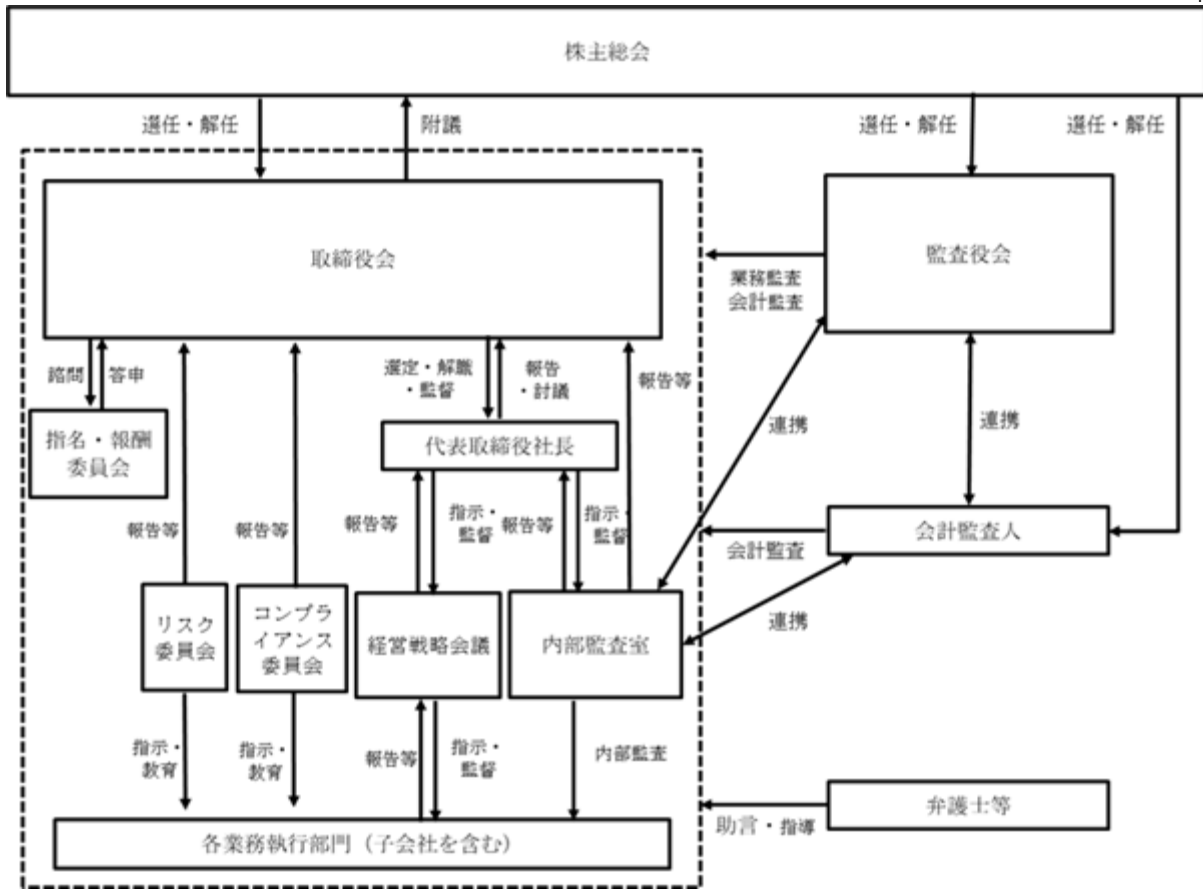 株主総会
選任・解任
附議
選任・解任
選任・解任
取締役会
監査役会
業務監査
会計監査
諮問
答申
選定・解職
・監督
報告
・討議
報告等
連携
連携
指名・報酬
委員会
代表取締役社長
報告等
報告等
報告等
指示・
監督
報告等
指示・
監督
会計監査人
会計監査
リスク
委員会
コンプラ
イアンス
委員会
経営戦略会議
内部監査室
連携
指示・
教育
指示・
教育
報告等
指示・
監督
内部監査
弁護士等
助言・指導
各業務執行部門（子会社を含む）